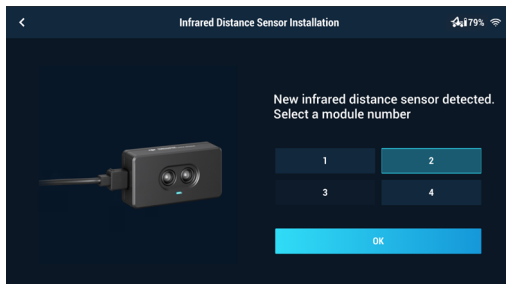 Infrared Distance Sensor Installation
79%
New infrared distance sensor detected.
Select a module number
1
2
3
4
OK